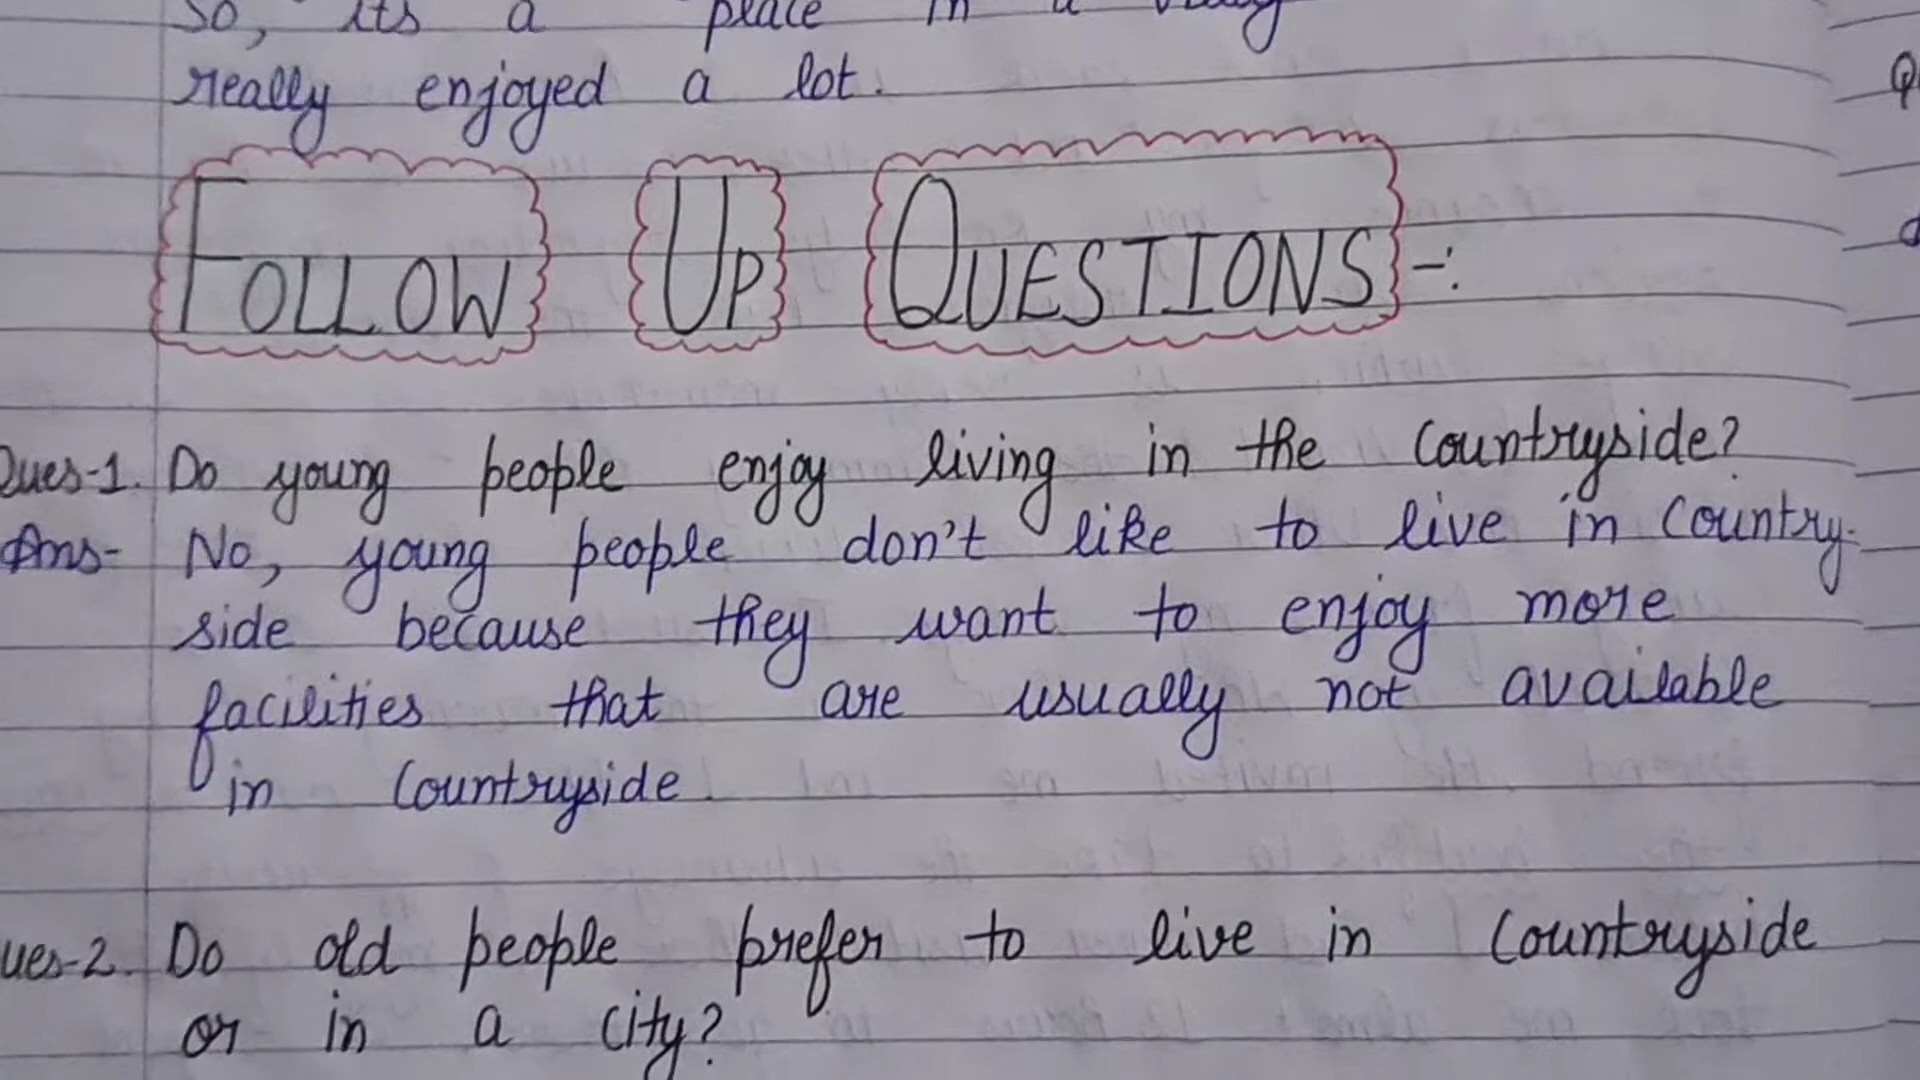 so, its a place in a
really enjoyed a lot.
FOLLOW UP QUESTIONS -:
Ques-1. Do young people enjoy living in the Countryside?
Ans- No, young people don't like to live in Country-
side because they want to enjoy more
facilities that are usually not available
in Countryside.
ues-2. Do old people prefer to live in Countryside
or in a city?